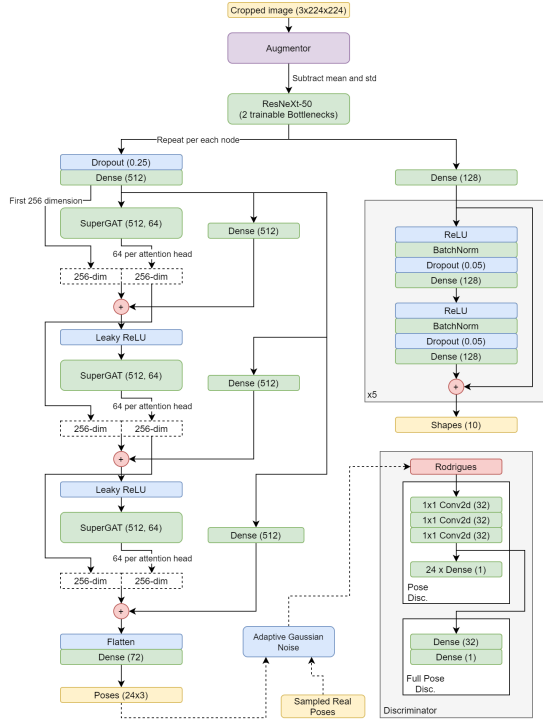 Cropped image (3x224x224)
Augmentor
Subtract mean and std
ResNeXt-50
(2 trainable Bottlenecks)
Repeat per each node
Dropout (0.25)
Dense (512)
First 256 dimension
SuperGAT (512, 64)
Dense (512)
64 per attention head
256-dim
256-dim
+
Leaky ReLU
SuperGAT (512, 64)
Dense (512)
64 per attention head
256-dim
256-dim
+
Leaky ReLU
SuperGAT (512, 64)
Dense (512)
64 per attention head
256-dim
256-dim
+
Flatten
Dense (72)
Poses (24x3)
Adaptive Gaussian
Noise
Sampled Real
Poses
Dense (128)
ReLU
BatchNorm
Dropout (0.05)
Dense (128)
ReLU
BatchNorm
Dropout (0.05)
Dense (128)
+
x5
Shapes (10)
Rodrigues
1x1 Conv2d (32)
1x1 Conv2d (32)
1x1 Conv2d (32)
24 x Dense (1)
Pose
Disc.
Dense (32)
Dense (1)
Full Pose
Disc.
Discriminator